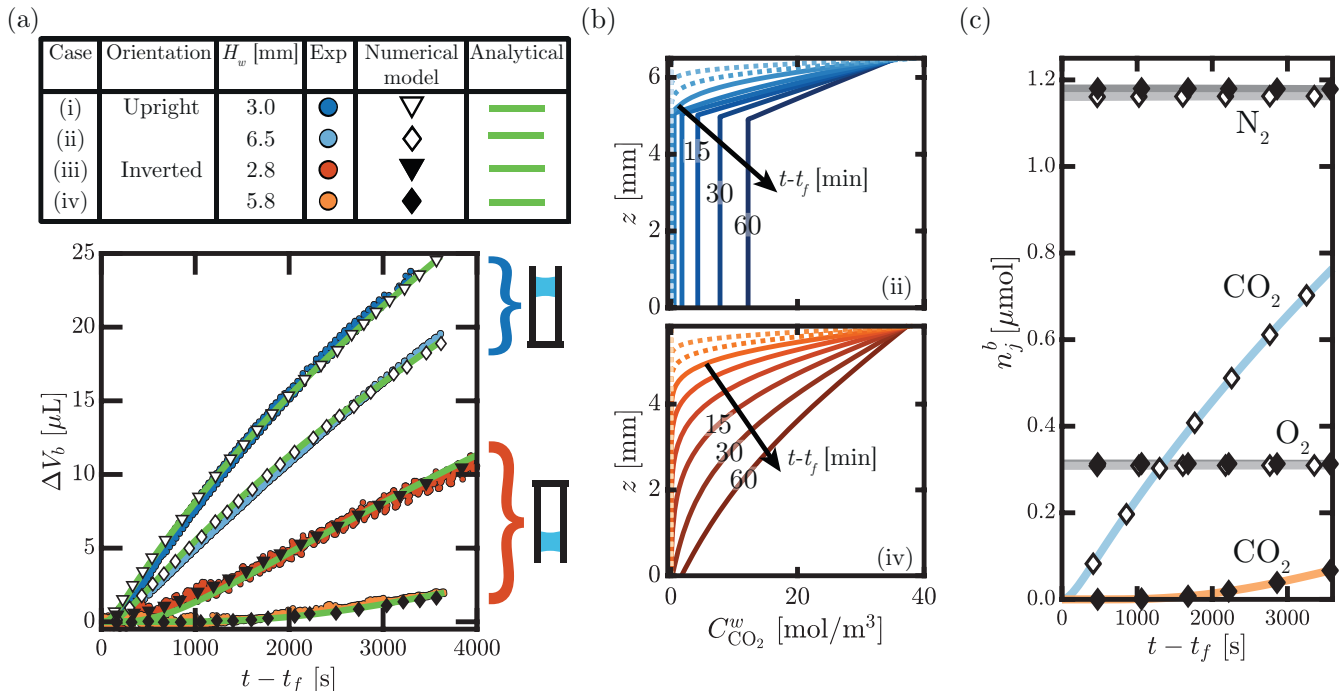 (a)
Case Orientation H_w [mm] Exp Numerical model Analytical
(i) Upright 3.0
(ii) 6.5
(iii) Inverted 2.8
(iv) 5.8
25
20
15
10
5
0
ΔV_b [μL]
0 1000 2000 3000 4000
t − t_f [s]
(b)
6
4
2
0
z [mm]
15
30
60
t-t_f [min]
(ii)
4
2
0
z [mm]
15
30
60
t-t_f [min]
(iv)
0 20 40
C^w_CO₂ [mol/m³]
(c)
1.2
1.0
0.8
0.6
0.4
0.2
0.0
n^b_j [μmol]
N₂
CO₂
O₂
CO₂
0 1000 2000 3000
t − t_f [s]